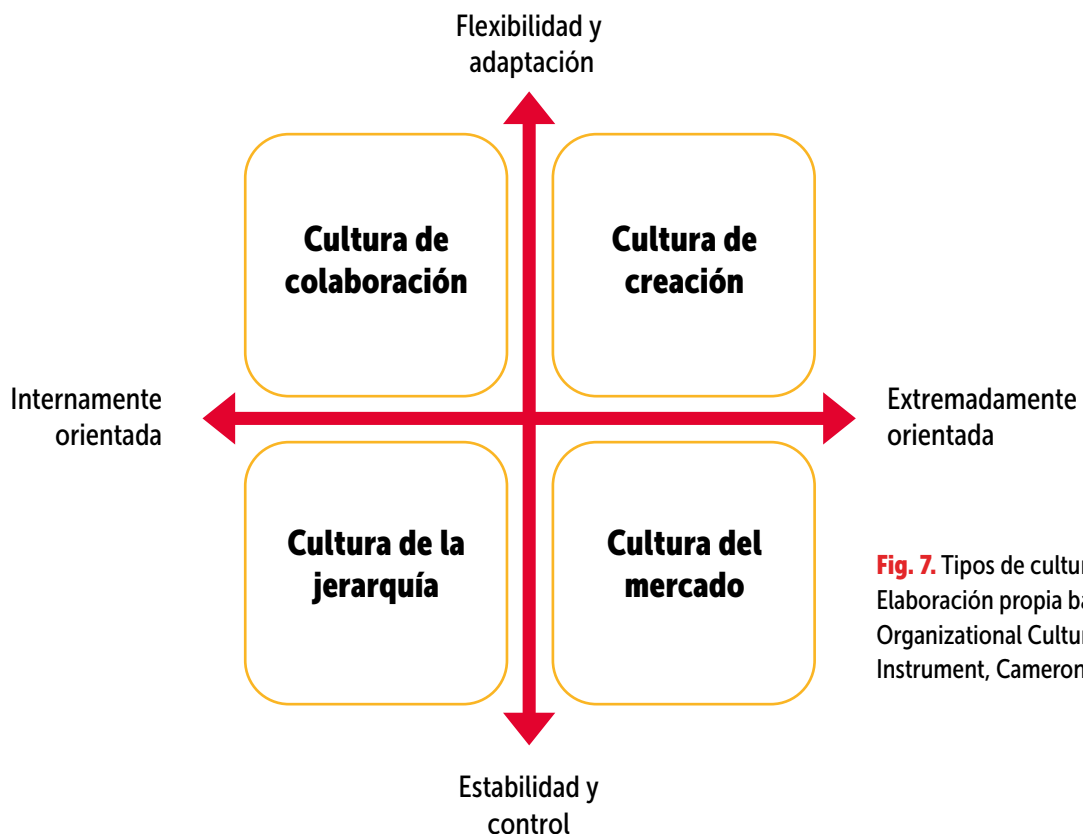 Flexibilidad y
adaptación
Cultura de
colaboración
Cultura de
creación
Internamente
orientada
Extremadamente
orientada
Cultura de la
jerarquía
Cultura del
mercado
Fig. 7. Tipos de cultur
Elaboración propia ba
Organizational Cultur
Instrument, Cameron
Estabilidad y
control